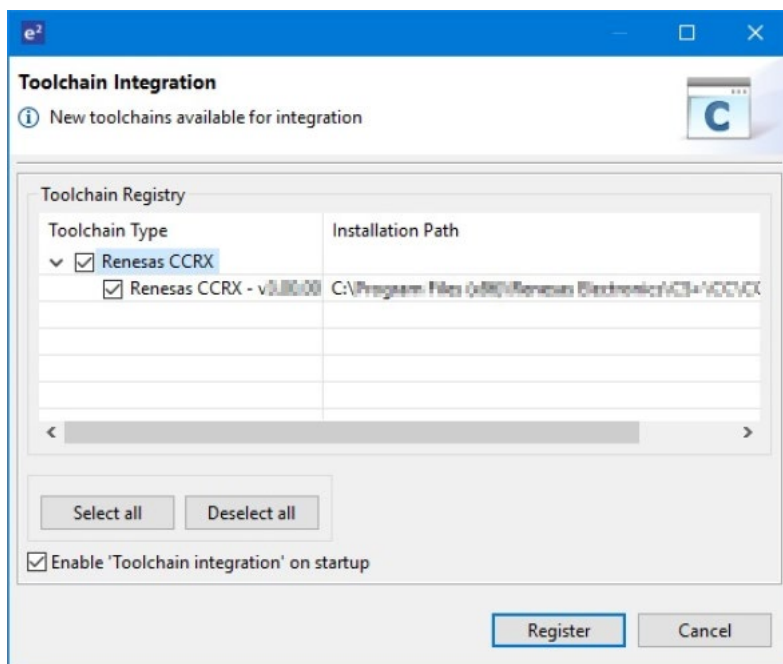 e²
Toolchain Integration
New toolchains available for integration
C
Toolchain Registry
Toolchain Type Installation Path
Renesas CCRX
Renesas CCRX - v C:\
Select all Deselect all
Enable 'Toolchain integration' on startup
Register Cancel